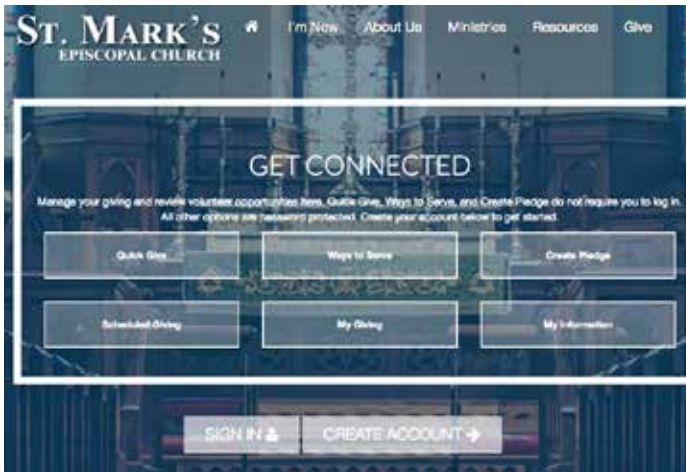 ST. MARK'S
EPISCOPAL CHURCH
I'm New About Us Ministries Resources Give
GET CONNECTED
Manage your giving and review volunteer opportunities here. Quick Give, Ways to Serve, and Create Pledge do not require you to log in.
All other options are password protected. Create your account below to get started.
Quick Give Ways to Serve Create Pledge
Scheduled Giving My Giving My Information
SIGN IN CREATE ACCOUNT